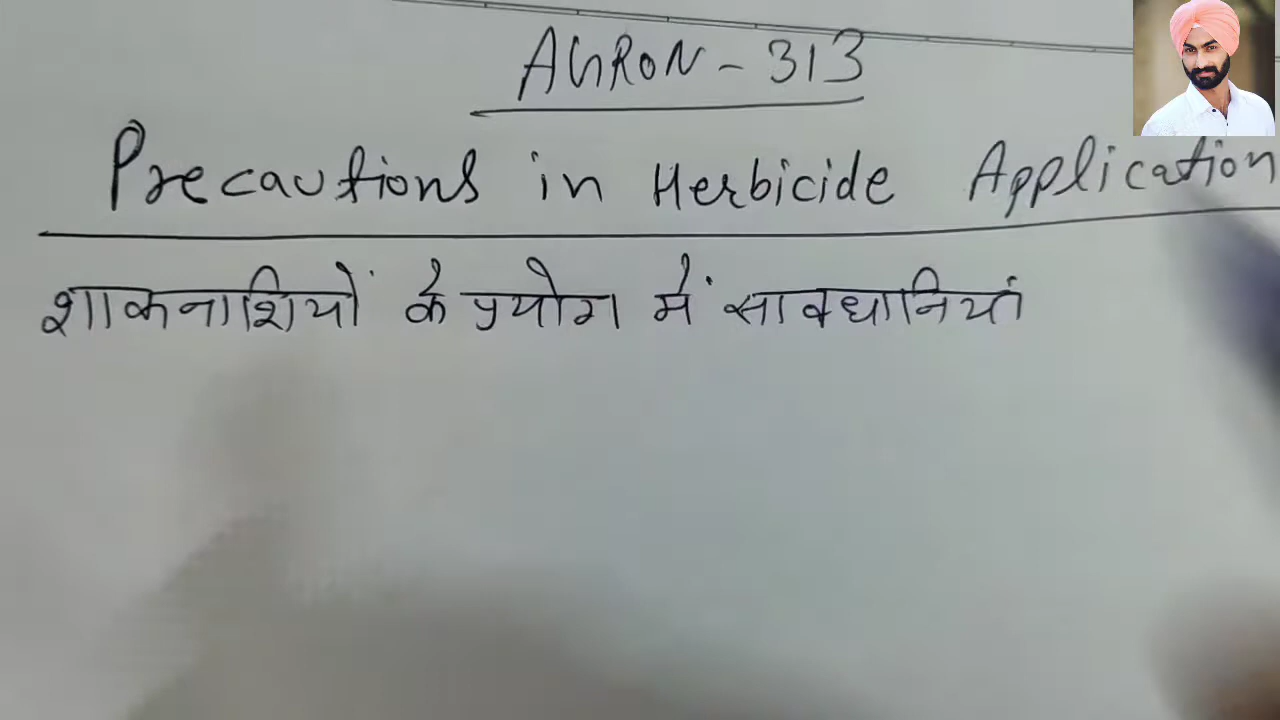 AGRON - 313
Precautions in Herbicide Application
शाकनाशियों के प्रयोग में सावधानियां